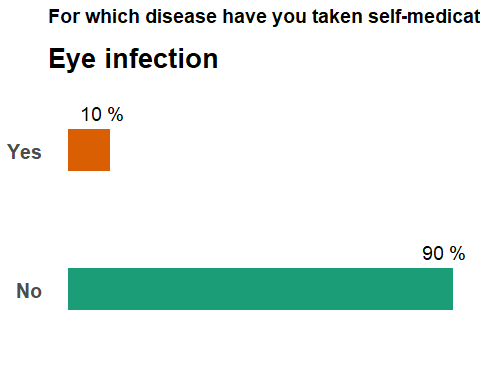 For which disease have you taken self-medicat
Eye infection
10 %
Yes
90 %
No